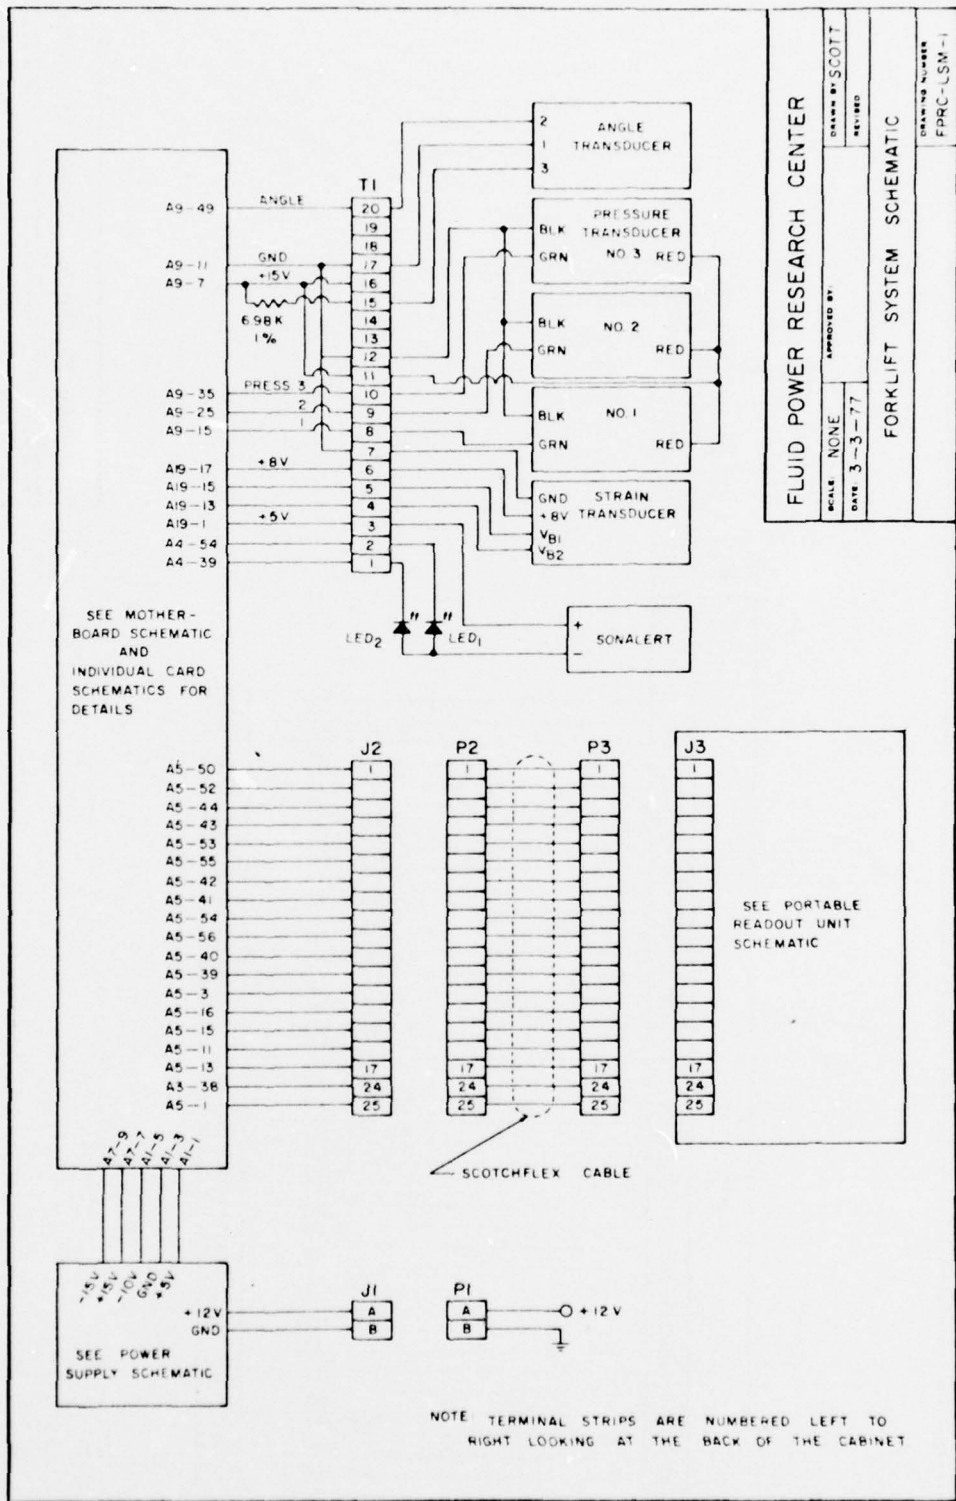 FLUID POWER RESEARCH CENTER
SCALE: NONE
APPROVED BY:
DRAWN BY SCOTT
DATE: 3-3-77
REVISED
FORKLIFT SYSTEM SCHEMATIC
DRAWING NUMBER
FPRC-LSM-1
A9-49
ANGLE
A9-11
GND
A9-7
+15V
6.98K
1%
A9-35
PRESS 3
A9-25
2
A9-15
1
A19-17
+8V
A19-15
A19-13
A19-1
+5V
A4-54
A4-39
T1
20
19
18
17
16
15
14
13
12
11
10
9
8
7
6
5
4
3
2
1
2
1
3
ANGLE
TRANSDUCER
PRESSURE
BLK TRANSDUCER
GRN NO. 3 RED
BLK NO. 2
GRN RED
BLK NO. 1
GRN RED
GND STRAIN
+8V TRANSDUCER
VB1
VB2
LED2
LED1
+
SONALERT
-
SEE MOTHER-
BOARD SCHEMATIC
AND
INDIVIDUAL CARD
SCHEMATICS FOR
DETAILS
J2 P2 P3 J3
A5-50
A5-52
A5-44
A5-43
A5-53
A5-55
A5-42
A5-41
A5-54
A5-56
A5-40
A5-39
A5-3
A5-16
A5-15
A5-11
A5-13
A3-38
A5-1
1 1 1 1
17 17 17 17
24 24 24 24
25 25 25 25
SEE PORTABLE
READOUT UNIT
SCHEMATIC
SCOTCHFLEX CABLE
A7-9
A7-7
A1-5
A1-3
A1-1
-15V
+15V
-10V
GND
+5V
+12V
GND
SEE POWER
SUPPLY SCHEMATIC
J1 P1
A A +12V
B B
NOTE: TERMINAL STRIPS ARE NUMBERED LEFT TO
RIGHT LOOKING AT THE BACK OF THE CABINET